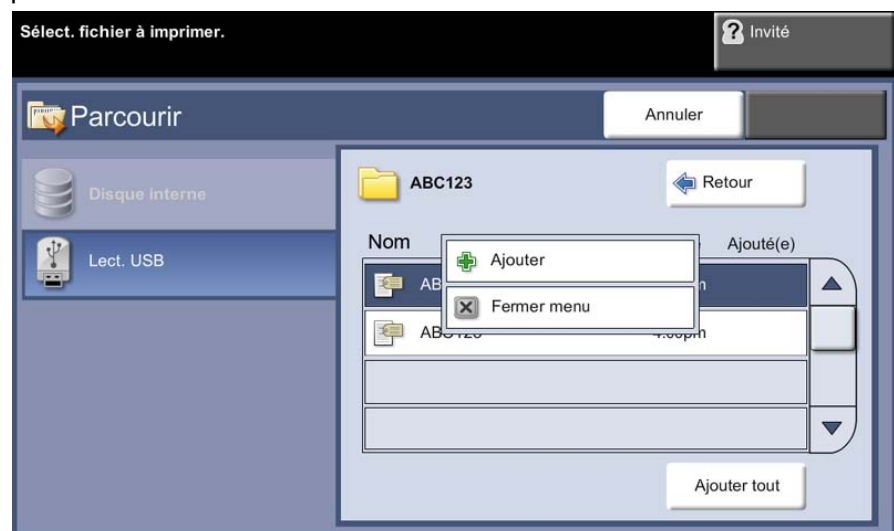 Sélect. fichier à imprimer.
? Invité
Parcourir
Annuler
Disque interne
Lect. USB
ABC123
Retour
Nom
Ajouté(e)
Ajouter
Fermer menu
Ajouter tout